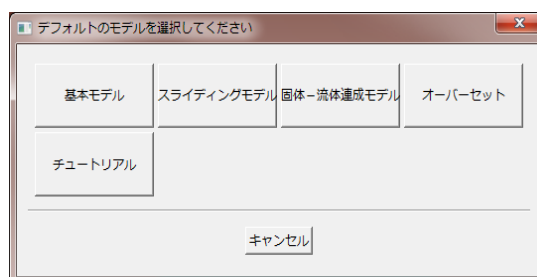 デフォルトのモデルを選択してください
基本モデル スライディングモデル 固体－流体連成モデル オーバーセット
チュートリアル
キャンセル